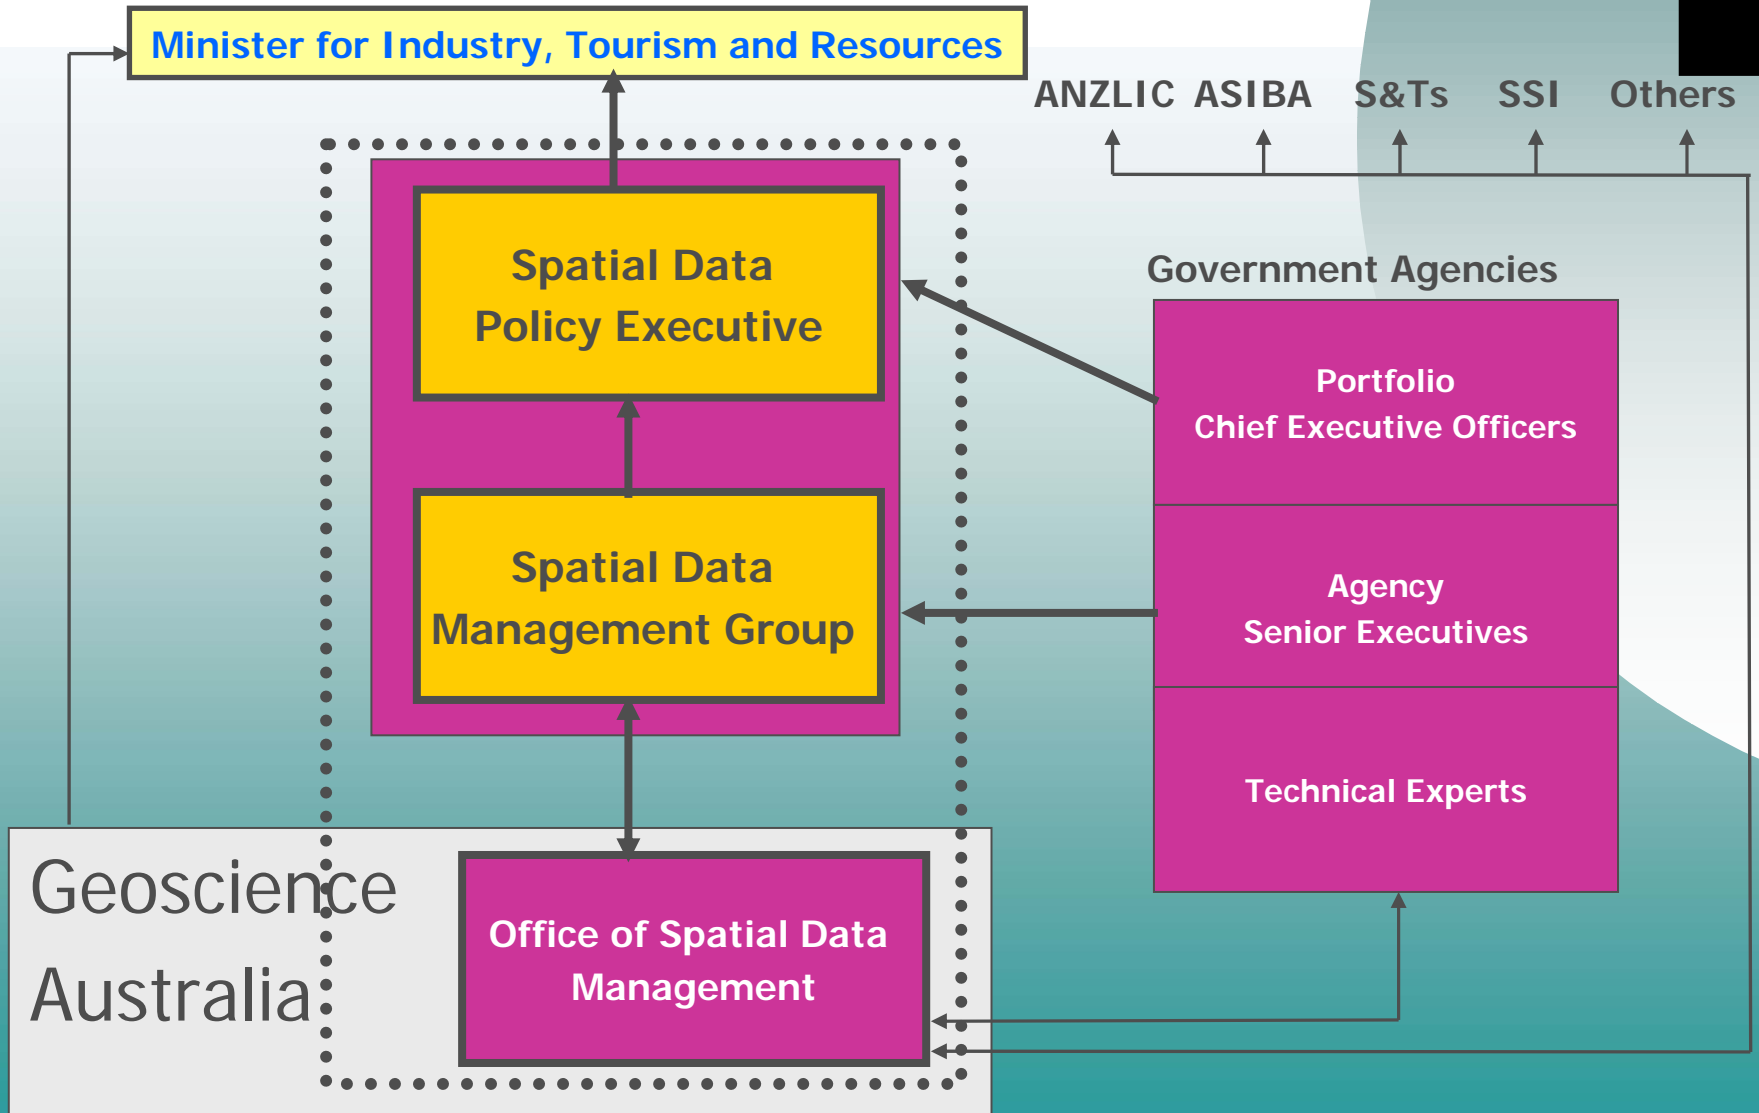 Minister for Industry, Tourism and Resources
ANZLIC ASIBA S&Ts SSI Others
Spatial Data
Policy Executive
Government Agencies
Portfolio
Chief Executive Officers
Spatial Data
Management Group
Agency
Senior Executives
Technical Experts
Geoscience
Australia
Office of Spatial Data
Management